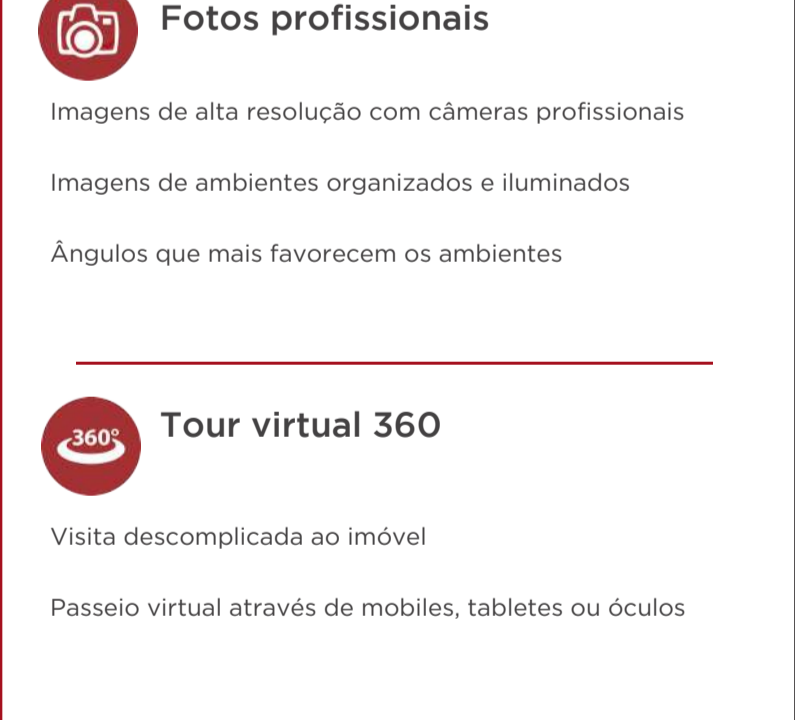 Fotos profissionais
Imagens de alta resolução com câmeras profissionais
Imagens de ambientes organizados e iluminados
Ângulos que mais favorecem os ambientes
360°
Tour virtual 360
Visita descomplicada ao imóvel
Passeio virtual através de mobiles, tabletes ou óculos